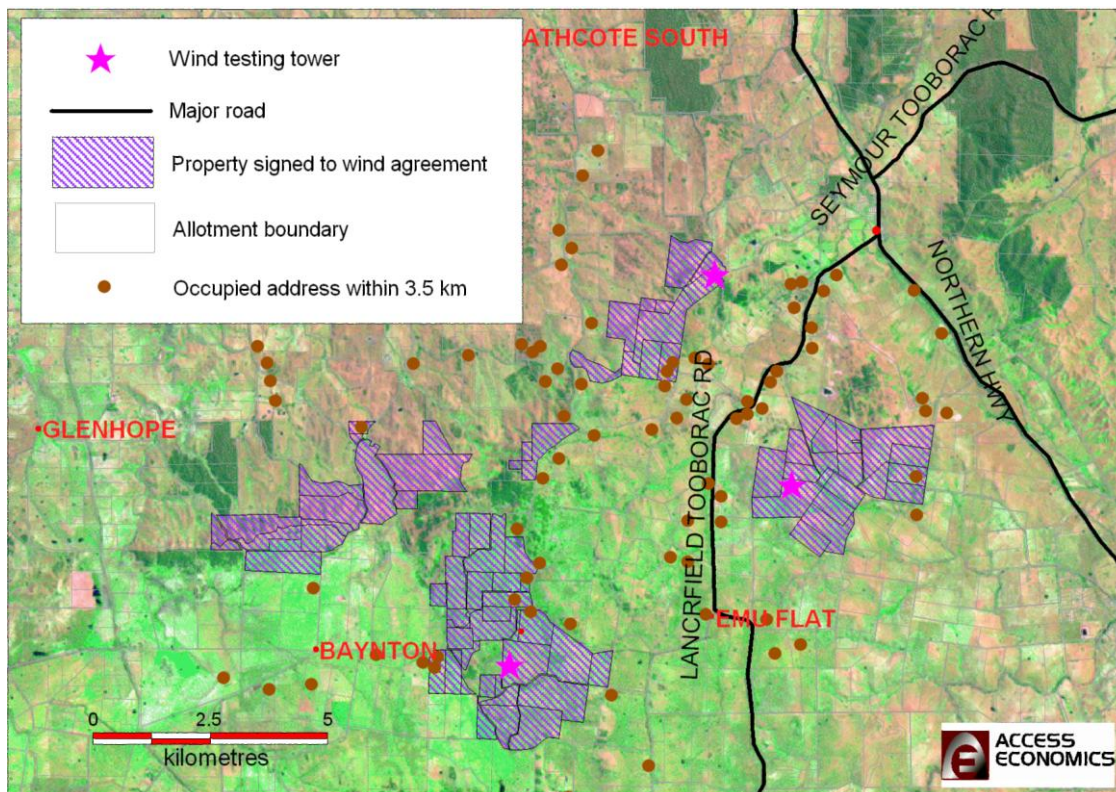 Wind testing tower
Major road
Property signed to wind agreement
Allotment boundary
Occupied address within 3.5 km
ATHCOTE SOUTH
SEYMOUR TOOBORAC R
NORTHERN HWY
LANCRFIELD TOOBORAC RD
GLENHOPE
EMU FLAT
BAYNTON
0 2.5 5
kilometres
ACCESS
ECONOMICS